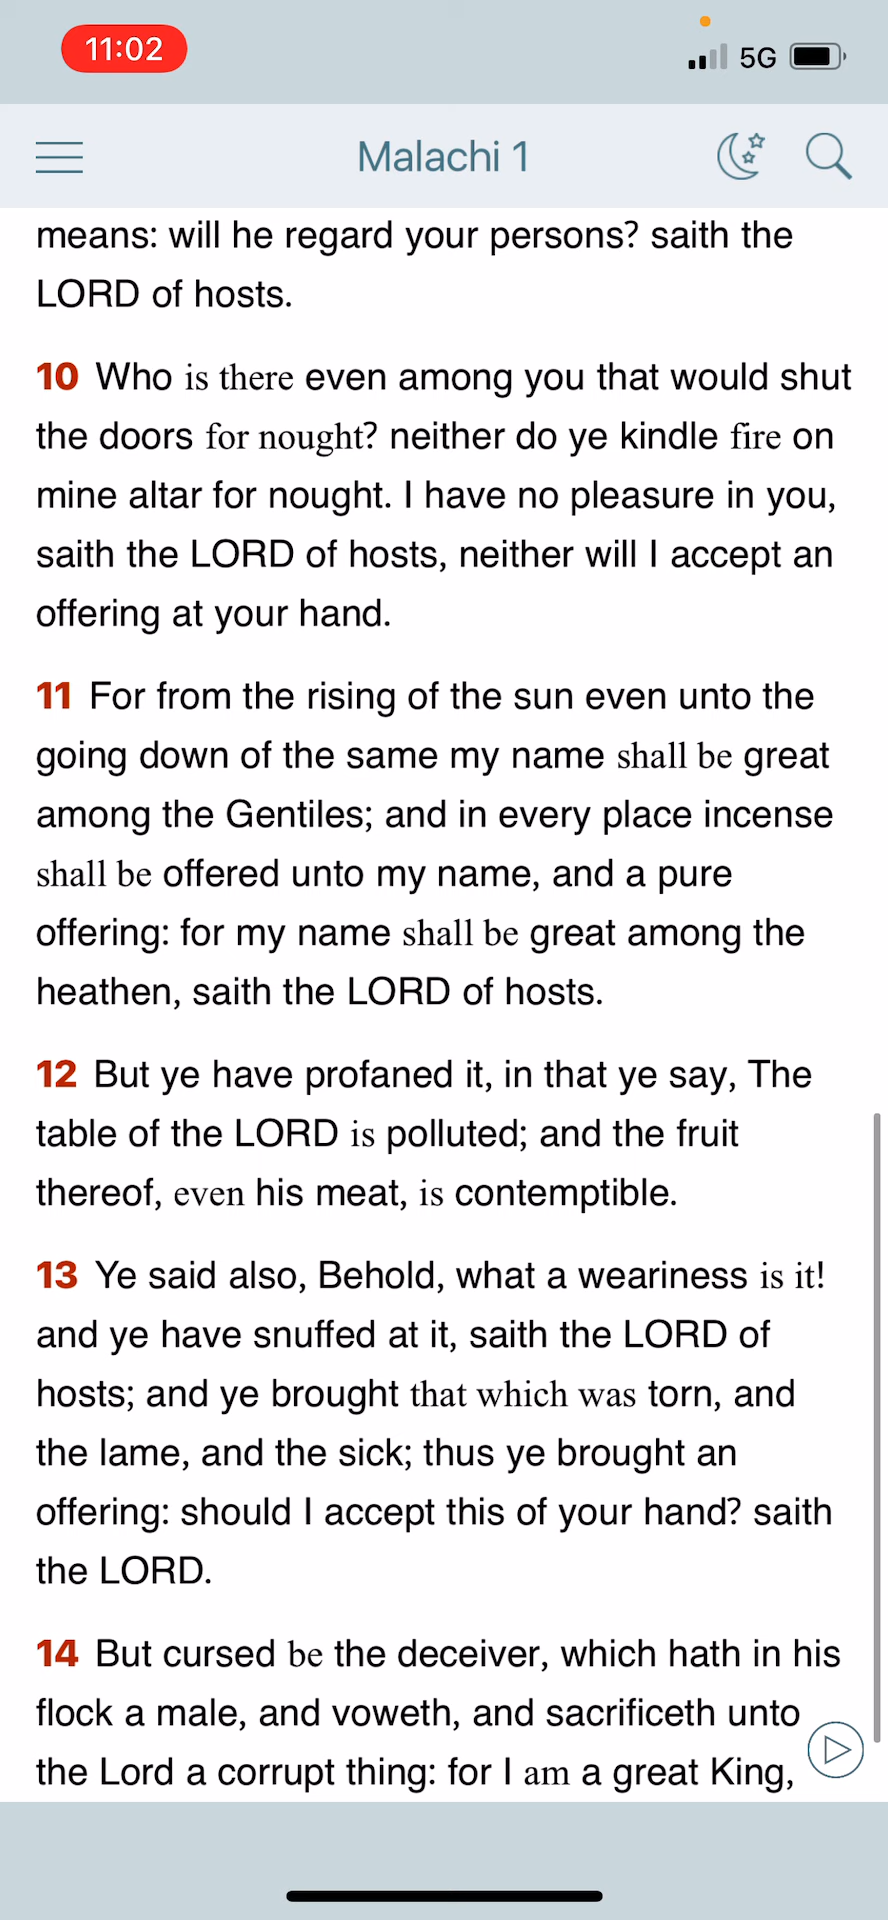 11:02
5G
Malachi 1
means: will he regard your persons? saith the
LORD of hosts.
10 Who is there even among you that would shut
the doors for nought? neither do ye kindle fire on
mine altar for nought. I have no pleasure in you,
saith the LORD of hosts, neither will I accept an
offering at your hand.
11 For from the rising of the sun even unto the
going down of the same my name shall be great
among the Gentiles; and in every place incense
shall be offered unto my name, and a pure
offering: for my name shall be great among the
heathen, saith the LORD of hosts.
12 But ye have profaned it, in that ye say, The
table of the LORD is polluted; and the fruit
thereof, even his meat, is contemptible.
13 Ye said also, Behold, what a weariness is it!
and ye have snuffed at it, saith the LORD of
hosts; and ye brought that which was torn, and
the lame, and the sick; thus ye brought an
offering: should I accept this of your hand? saith
the LORD.
14 But cursed be the deceiver, which hath in his
flock a male, and voweth, and sacrificeth unto
the Lord a corrupt thing: for I am a great King,